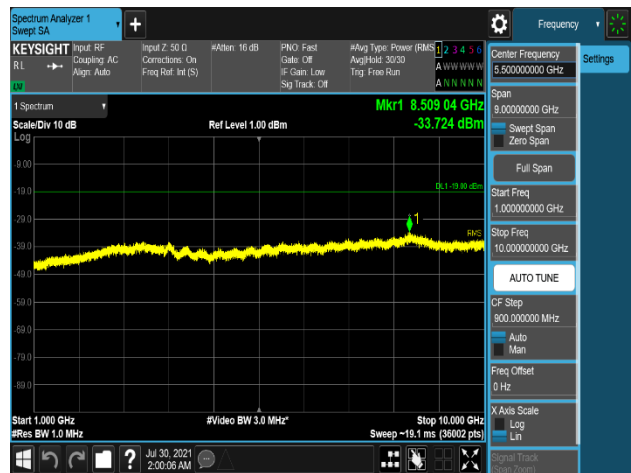 Spectrum Analyzer 1
Swept SA
Frequency
KEYSIGHT
Input: RF
Input Z: 50 Ω
#Atten: 16 dB
PNO: Fast
#Avg Type: Power (RMS
1 2 3 4 5 6
RL
Coupling: AC
Corrections: On
Gate: Off
Avg|Hold: 30/30
A W W W W W
Align: Auto
Freq Ref: Int (S)
IF Gain: Low
Trig: Free Run
Sig Track: Off
A N N N N N
Center Frequency
5.500000000 GHz
Settings
Span
9.00000000 GHz
Swept Span
Zero Span
Full Span
Start Freq
1.000000000 GHz
Stop Freq
10.000000000 GHz
AUTO TUNE
CF Step
900.000000 MHz
Auto
Man
Freq Offset
0 Hz
X Axis Scale
Log
Lin
Signal Track
(Span Zoom)
1 Spectrum
Mkr1 8.509 04 GHz
Scale/Div 10 dB
Ref Level 1.00 dBm
-33.724 dBm
Log
-9.00
-19.0
DL1 -19.00 dBm
-29.0
1
RMS
-39.0
-49.0
-59.0
-69.0
-79.0
-89.0
Start 1.000 GHz
#Video BW 3.0 MHz*
Stop 10.000 GHz
#Res BW 1.0 MHz
Sweep ~19.1 ms (36002 pts)
?
Jul 30, 2021
2:00:06 AM